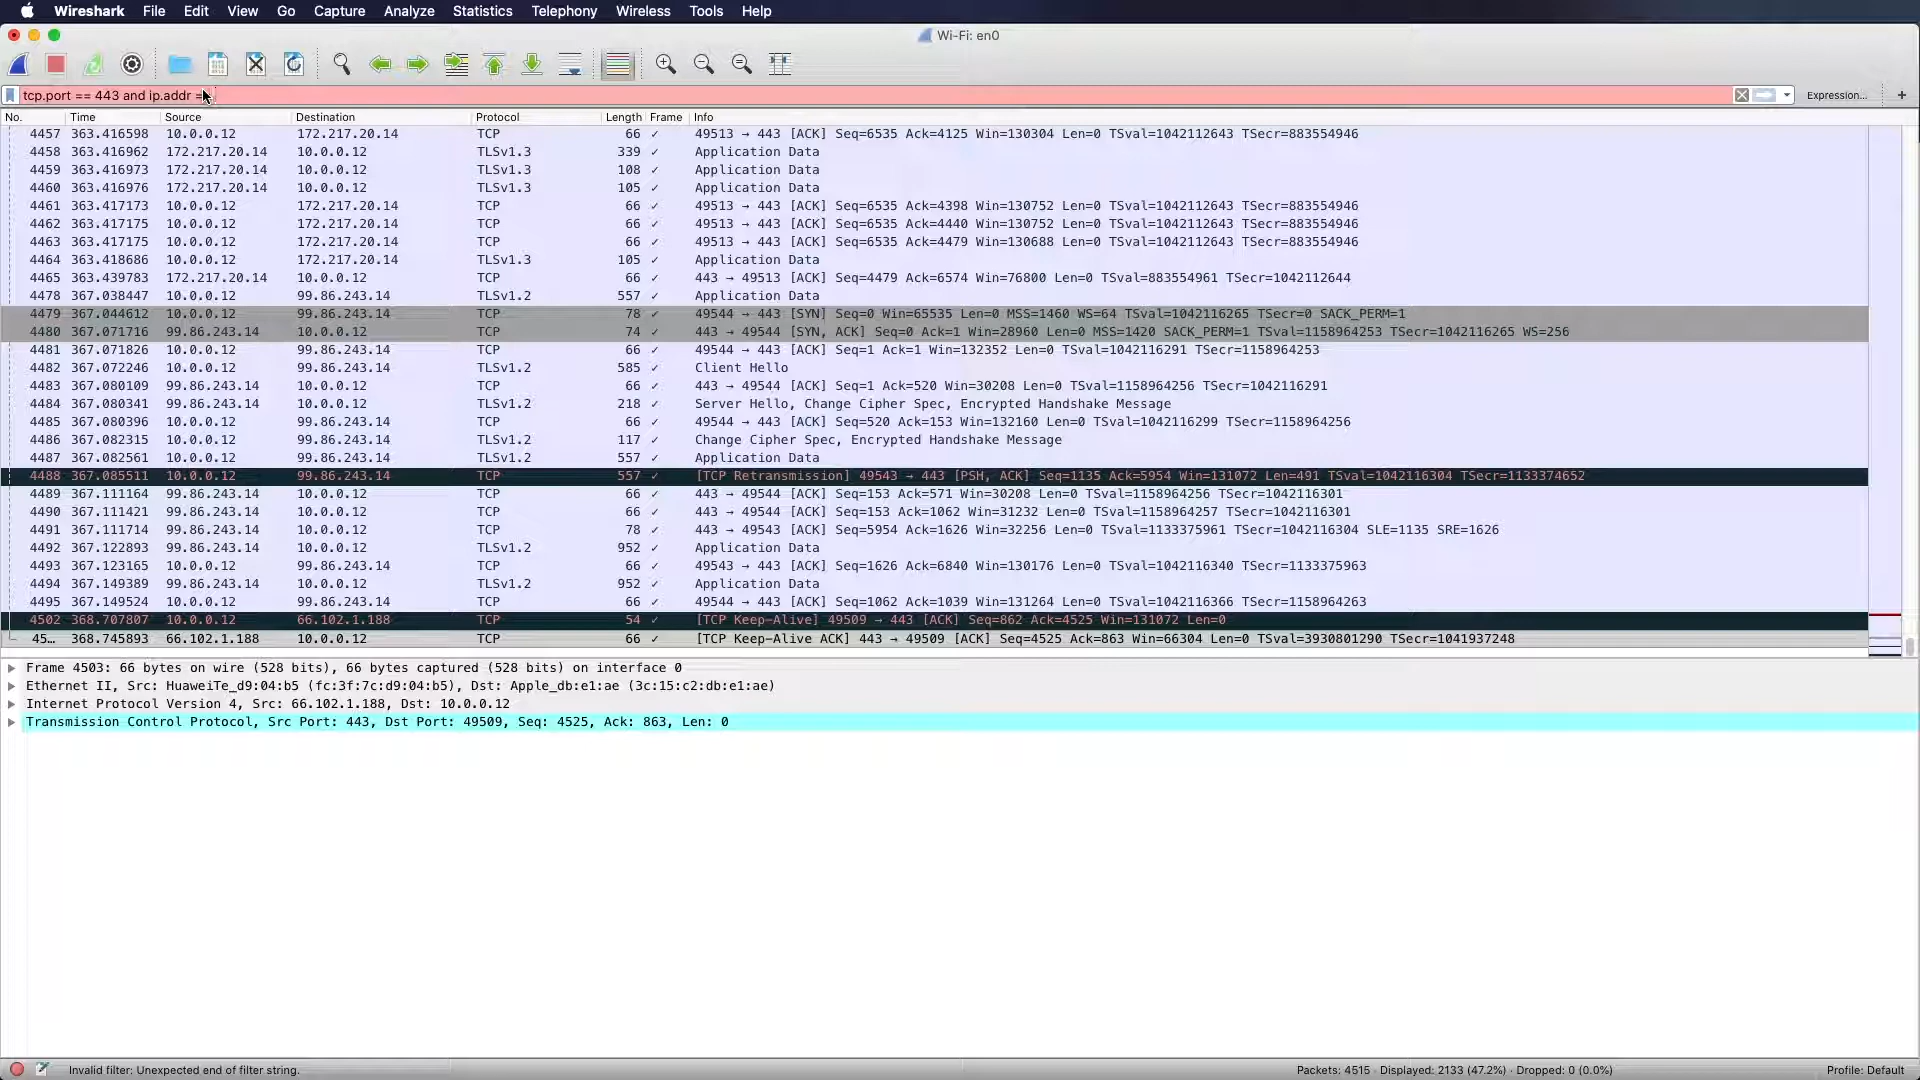 Wireshark File Edit View Go Capture Analyze Statistics Telephony Wireless Tools Help
Wi-Fi: en0
tcp.port == 443 and ip.addr =
Expression… +
No. Time Source Destination Protocol Length Frame Info
4457 363.416598 10.0.0.12 172.217.20.14 TCP 66 ✓ 49513 → 443 [ACK] Seq=6535 Ack=4125 Win=130304 Len=0 TSval=1042112643 TSecr=883554946
4458 363.416962 172.217.20.14 10.0.0.12 TLSv1.3 339 ✓ Application Data
4459 363.416973 172.217.20.14 10.0.0.12 TLSv1.3 108 ✓ Application Data
4460 363.416976 172.217.20.14 10.0.0.12 TLSv1.3 105 ✓ Application Data
4461 363.417173 10.0.0.12 172.217.20.14 TCP 66 ✓ 49513 → 443 [ACK] Seq=6535 Ack=4398 Win=130752 Len=0 TSval=1042112643 TSecr=883554946
4462 363.417175 10.0.0.12 172.217.20.14 TCP 66 ✓ 49513 → 443 [ACK] Seq=6535 Ack=4440 Win=130752 Len=0 TSval=1042112643 TSecr=883554946
4463 363.417175 10.0.0.12 172.217.20.14 TCP 66 ✓ 49513 → 443 [ACK] Seq=6535 Ack=4479 Win=130688 Len=0 TSval=1042112643 TSecr=883554946
4464 363.418686 10.0.0.12 172.217.20.14 TLSv1.3 105 ✓ Application Data
4465 363.439783 172.217.20.14 10.0.0.12 TCP 66 ✓ 443 → 49513 [ACK] Seq=4479 Ack=6574 Win=76800 Len=0 TSval=883554961 TSecr=1042112644
4478 367.038447 10.0.0.12 99.86.243.14 TLSv1.2 557 ✓ Application Data
4479 367.044612 10.0.0.12 99.86.243.14 TCP 78 ✓ 49544 → 443 [SYN] Seq=0 Win=65535 Len=0 MSS=1460 WS=64 TSval=1042116265 TSecr=0 SACK_PERM=1
4480 367.071716 99.86.243.14 10.0.0.12 TCP 74 ✓ 443 → 49544 [SYN, ACK] Seq=0 Ack=1 Win=28960 Len=0 MSS=1420 SACK_PERM=1 TSval=1158964253 TSecr=1042116265 WS=256
4481 367.071826 10.0.0.12 99.86.243.14 TCP 66 ✓ 49544 → 443 [ACK] Seq=1 Ack=1 Win=132352 Len=0 TSval=1042116291 TSecr=1158964253
4482 367.072246 10.0.0.12 99.86.243.14 TLSv1.2 585 ✓ Client Hello
4483 367.080109 99.86.243.14 10.0.0.12 TCP 66 ✓ 443 → 49544 [ACK] Seq=1 Ack=520 Win=30208 Len=0 TSval=1158964256 TSecr=1042116291
4484 367.080341 99.86.243.14 10.0.0.12 TLSv1.2 218 ✓ Server Hello, Change Cipher Spec, Encrypted Handshake Message
4485 367.080396 10.0.0.12 99.86.243.14 TCP 66 ✓ 49544 → 443 [ACK] Seq=520 Ack=153 Win=132160 Len=0 TSval=1042116299 TSecr=1158964256
4486 367.082315 10.0.0.12 99.86.243.14 TLSv1.2 117 ✓ Change Cipher Spec, Encrypted Handshake Message
4487 367.082561 10.0.0.12 99.86.243.14 TLSv1.2 557 ✓ Application Data
4488 367.085511 10.0.0.12 99.86.243.14 TCP 557 ✓ [TCP Retransmission] 49543 → 443 [PSH, ACK] Seq=1135 Ack=5954 Win=131072 Len=491 TSval=1042116304 TSecr=1133374652
4489 367.111164 99.86.243.14 10.0.0.12 TCP 66 ✓ 443 → 49544 [ACK] Seq=153 Ack=571 Win=30208 Len=0 TSval=1158964256 TSecr=1042116301
4490 367.111421 99.86.243.14 10.0.0.12 TCP 66 ✓ 443 → 49544 [ACK] Seq=153 Ack=1062 Win=31232 Len=0 TSval=1158964257 TSecr=1042116301
4491 367.111714 99.86.243.14 10.0.0.12 TCP 78 ✓ 443 → 49543 [ACK] Seq=5954 Ack=1626 Win=32256 Len=0 TSval=1133375961 TSecr=1042116304 SLE=1135 SRE=1626
4492 367.122893 99.86.243.14 10.0.0.12 TLSv1.2 952 ✓ Application Data
4493 367.123165 10.0.0.12 99.86.243.14 TCP 66 ✓ 49543 → 443 [ACK] Seq=1626 Ack=6840 Win=130176 Len=0 TSval=1042116340 TSecr=1133375963
4494 367.149389 99.86.243.14 10.0.0.12 TLSv1.2 952 ✓ Application Data
4495 367.149524 10.0.0.12 99.86.243.14 TCP 66 ✓ 49544 → 443 [ACK] Seq=1062 Ack=1039 Win=131264 Len=0 TSval=1042116366 TSecr=1158964263
4502 368.707807 10.0.0.12 66.102.1.188 TCP 54 ✓ [TCP Keep-Alive] 49509 → 443 [ACK] Seq=862 Ack=4525 Win=131072 Len=0
45… 368.745893 66.102.1.188 10.0.0.12 TCP 66 ✓ [TCP Keep-Alive ACK] 443 → 49509 [ACK] Seq=4525 Ack=863 Win=66304 Len=0 TSval=3930801290 TSecr=1041937248
Frame 4503: 66 bytes on wire (528 bits), 66 bytes captured (528 bits) on interface 0
Ethernet II, Src: HuaweiTe_d9:04:b5 (fc:3f:7c:d9:04:b5), Dst: Apple_db:e1:ae (3c:15:c2:db:e1:ae)
Internet Protocol Version 4, Src: 66.102.1.188, Dst: 10.0.0.12
Transmission Control Protocol, Src Port: 443, Dst Port: 49509, Seq: 4525, Ack: 863, Len: 0
Invalid filter: Unexpected end of filter string. Packets: 4515 · Displayed: 2133 (47.2%) · Dropped: 0 (0.0%) Profile: Default